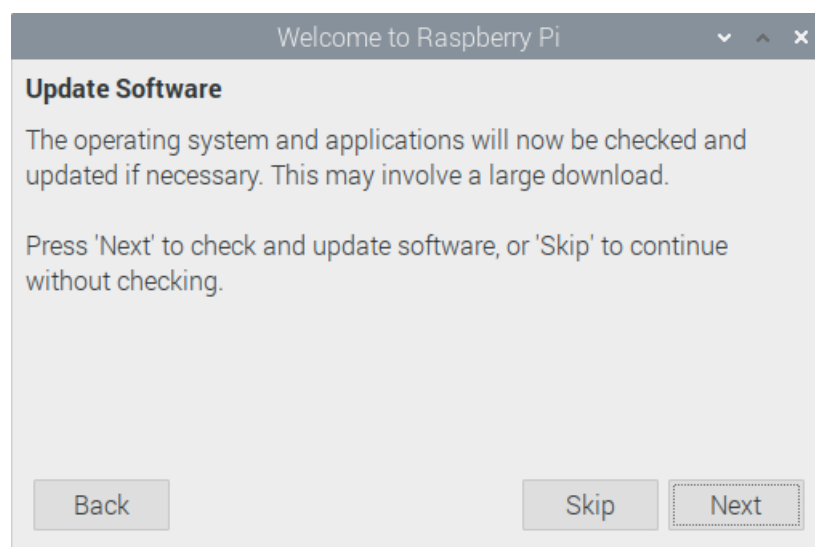 Welcome to Raspberry Pi
Update Software
The operating system and applications will now be checked and
updated if necessary. This may involve a large download.
Press 'Next' to check and update software, or 'Skip' to continue
without checking.
Back
Skip
Next